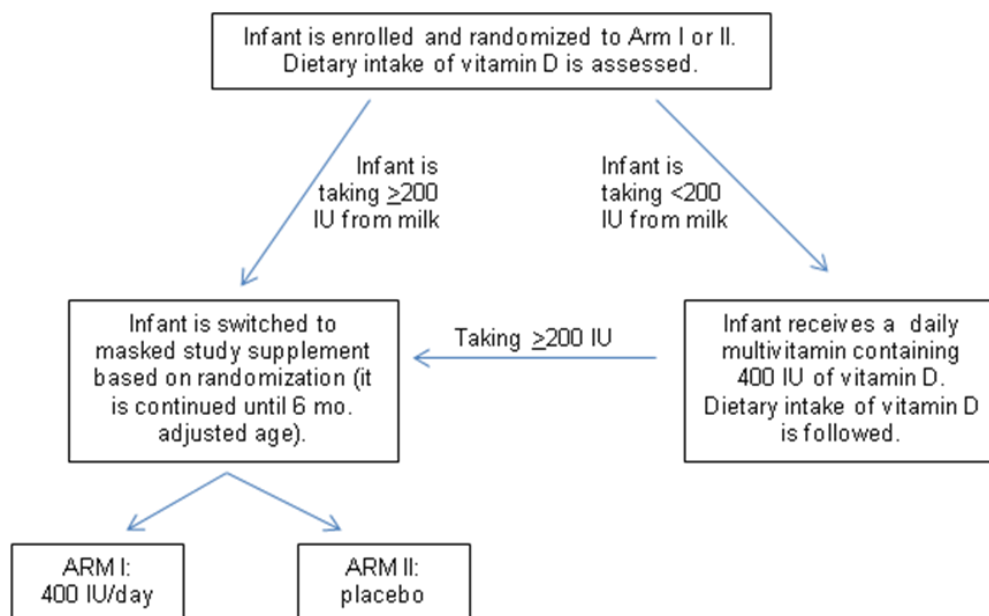 Infant is enrolled and randomized to Arm I or II.
Dietary intake of vitamin D is assessed.
Infant is
taking ≥200
IU from milk
Infant is
taking <200
IU from milk
Infant is switched to
masked study supplement
based on randomization (it
is continued until 6 mo.
adjusted age).
Taking ≥200 IU
Infant receives a daily
multivitamin containing
400 IU of vitamin D.
Dietary intake of vitamin D
is followed.
ARM I:
400 IU/day
ARM II:
placebo